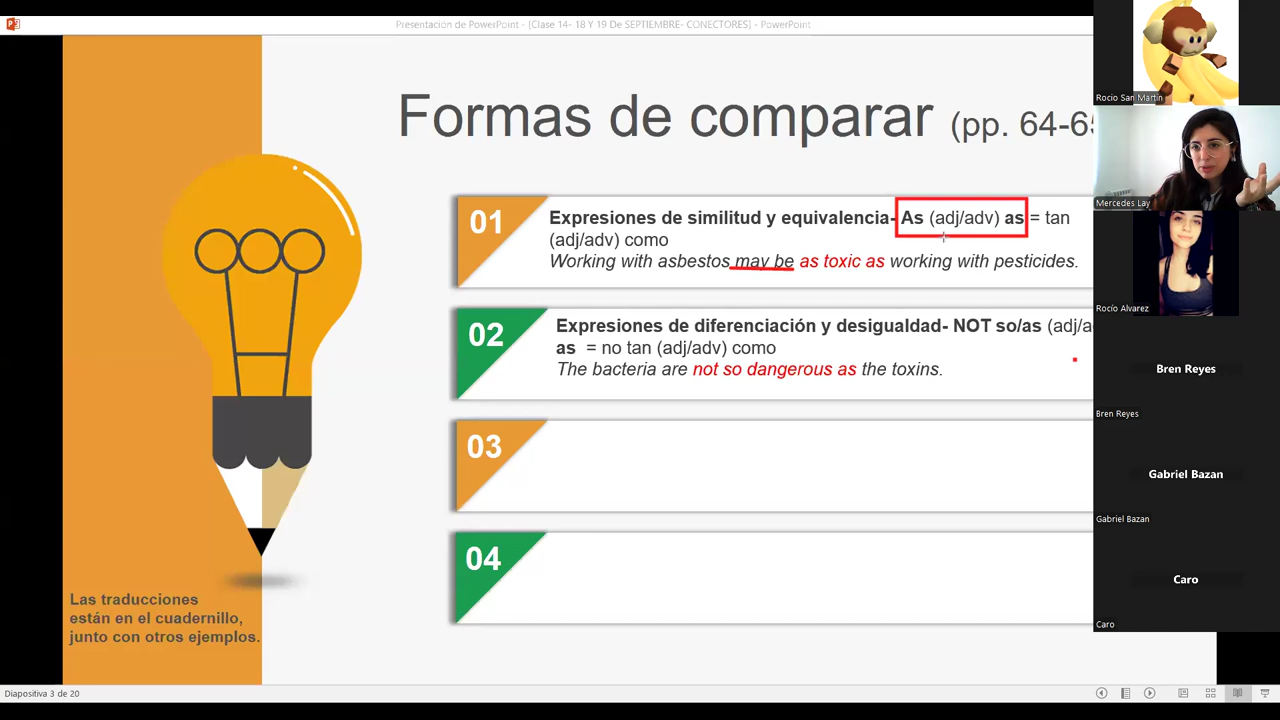 Presentación de PowerPoint - [Clase 14- 18 Y 19 De SEPTIEMBRE- CONECTORES] - PowerPoint
Formas de comparar (pp. 64-65
01
Expresiones de similitud y equivalencia- As (adj/adv) as = tan
(adj/adv) como
Working with asbestos may be as toxic as working with pesticides.
02
Expresiones de diferenciación y desigualdad- NOT so/as (adj/a
as = no tan (adj/adv) como
The bacteria are not so dangerous as the toxins.
03
04
Las traducciones
están en el cuadernillo,
junto con otros ejemplos.
Diapositiva 3 de 20
Rocio San Martin
Mercedes Lay
Rocío Alvarez
Bren Reyes
Bren Reyes
Gabriel Bazan
Gabriel Bazan
Caro
Caro